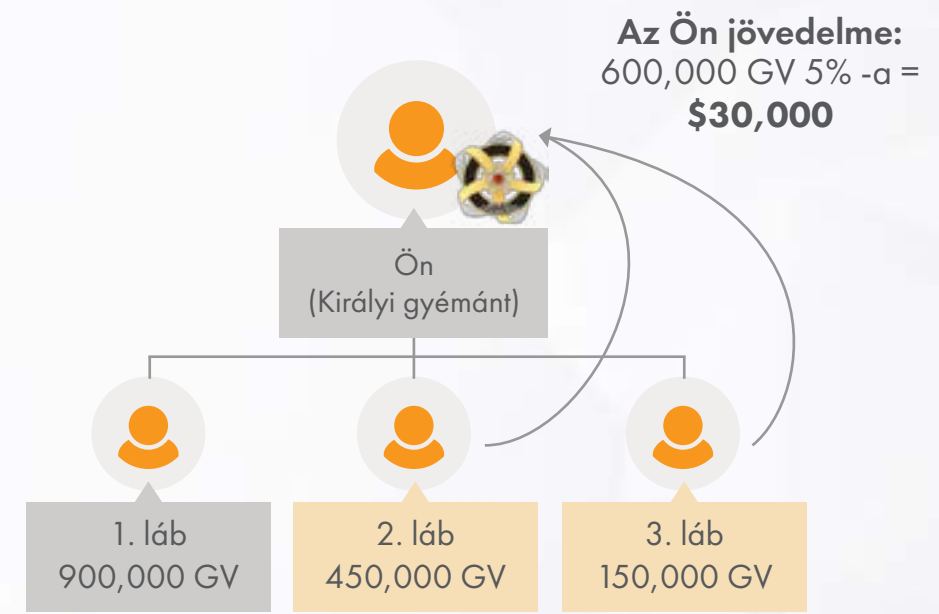 Az Ön jövedelme:
600,000 GV 5% -a =
$30,000
Ön
(Királyi gyémánt)
1. láb
900,000 GV
2. láb
450,000 GV
3. láb
150,000 GV